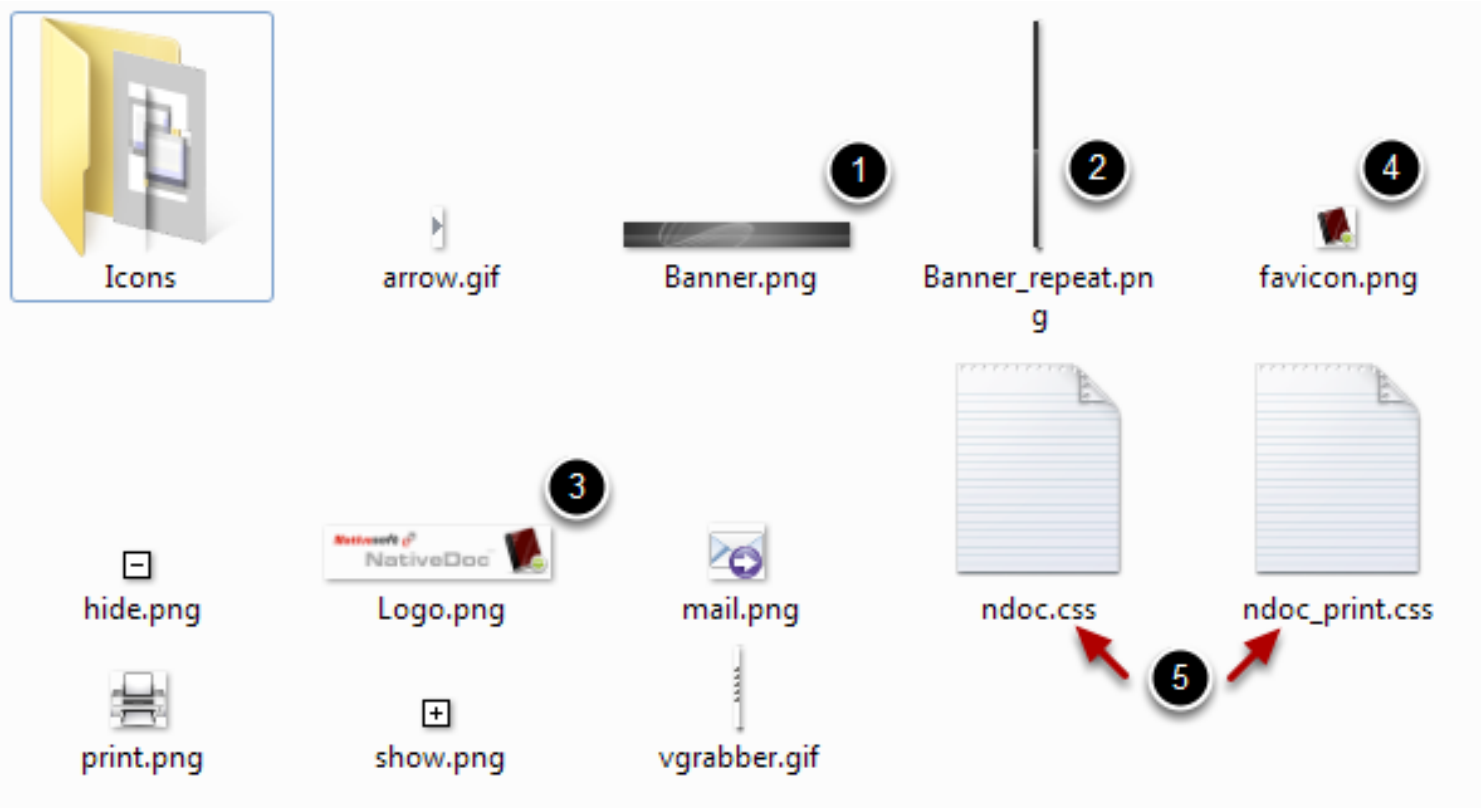 1
2
4
Icons
arrow.gif
Banner.png
Banner_repeat.pn
g
favicon.png
3
Nativesoft
NativeDoc
hide.png
Logo.png
mail.png
ndoc.css
ndoc_print.css
5
print.png
show.png
vgrabber.gif